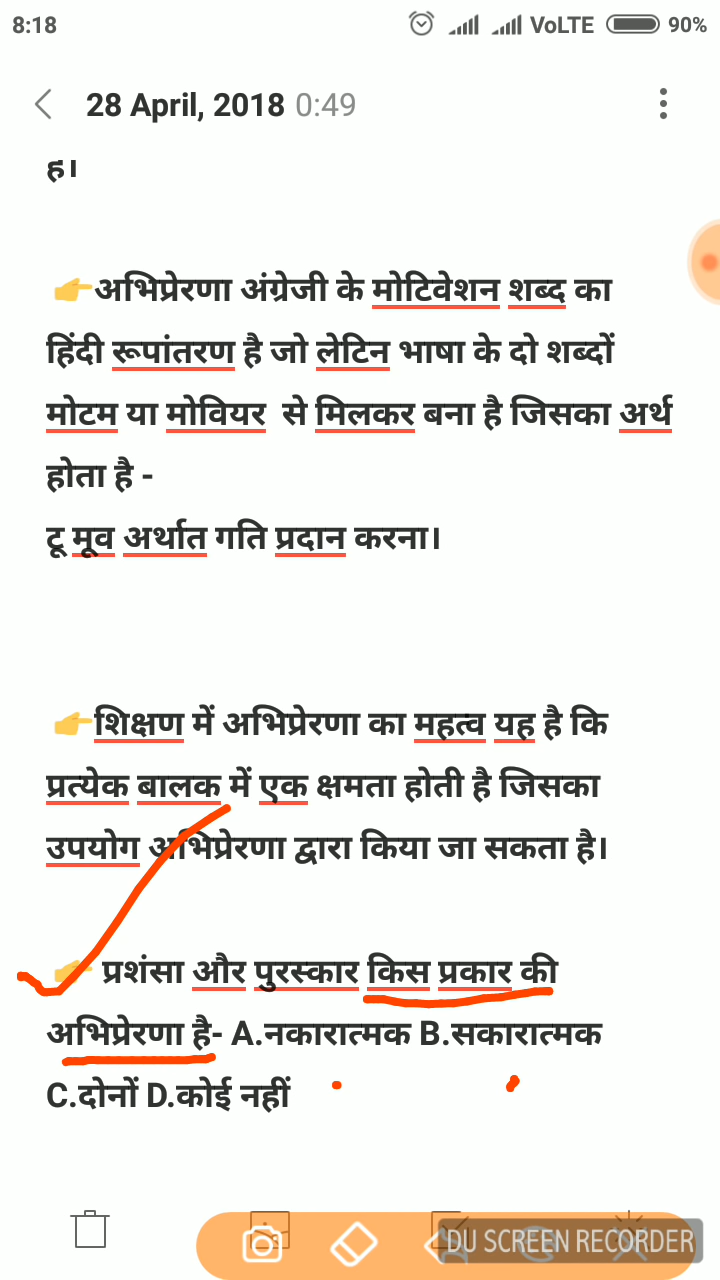 8:18 VoLTE 90%
28 April, 2018 0:49
है।
👉अभिप्रेरणा अंग्रेजी के मोटिवेशन शब्द का
हिंदी रूपांतरण है जो लेटिन भाषा के दो शब्दों
मोटम या मोवियर से मिलकर बना है जिसका अर्थ
होता है -
टू मूव अर्थात गति प्रदान करना।
👉शिक्षण में अभिप्रेरणा का महत्व यह है कि
प्रत्येक बालक में एक क्षमता होती है जिसका
उपयोग अभिप्रेरणा द्वारा किया जा सकता है।
👉 प्रशंसा और पुरस्कार किस प्रकार की
अभिप्रेरणा है- A.नकारात्मक B.सकारात्मक
C.दोनों D.कोई नहीं
DU SCREEN RECORDER